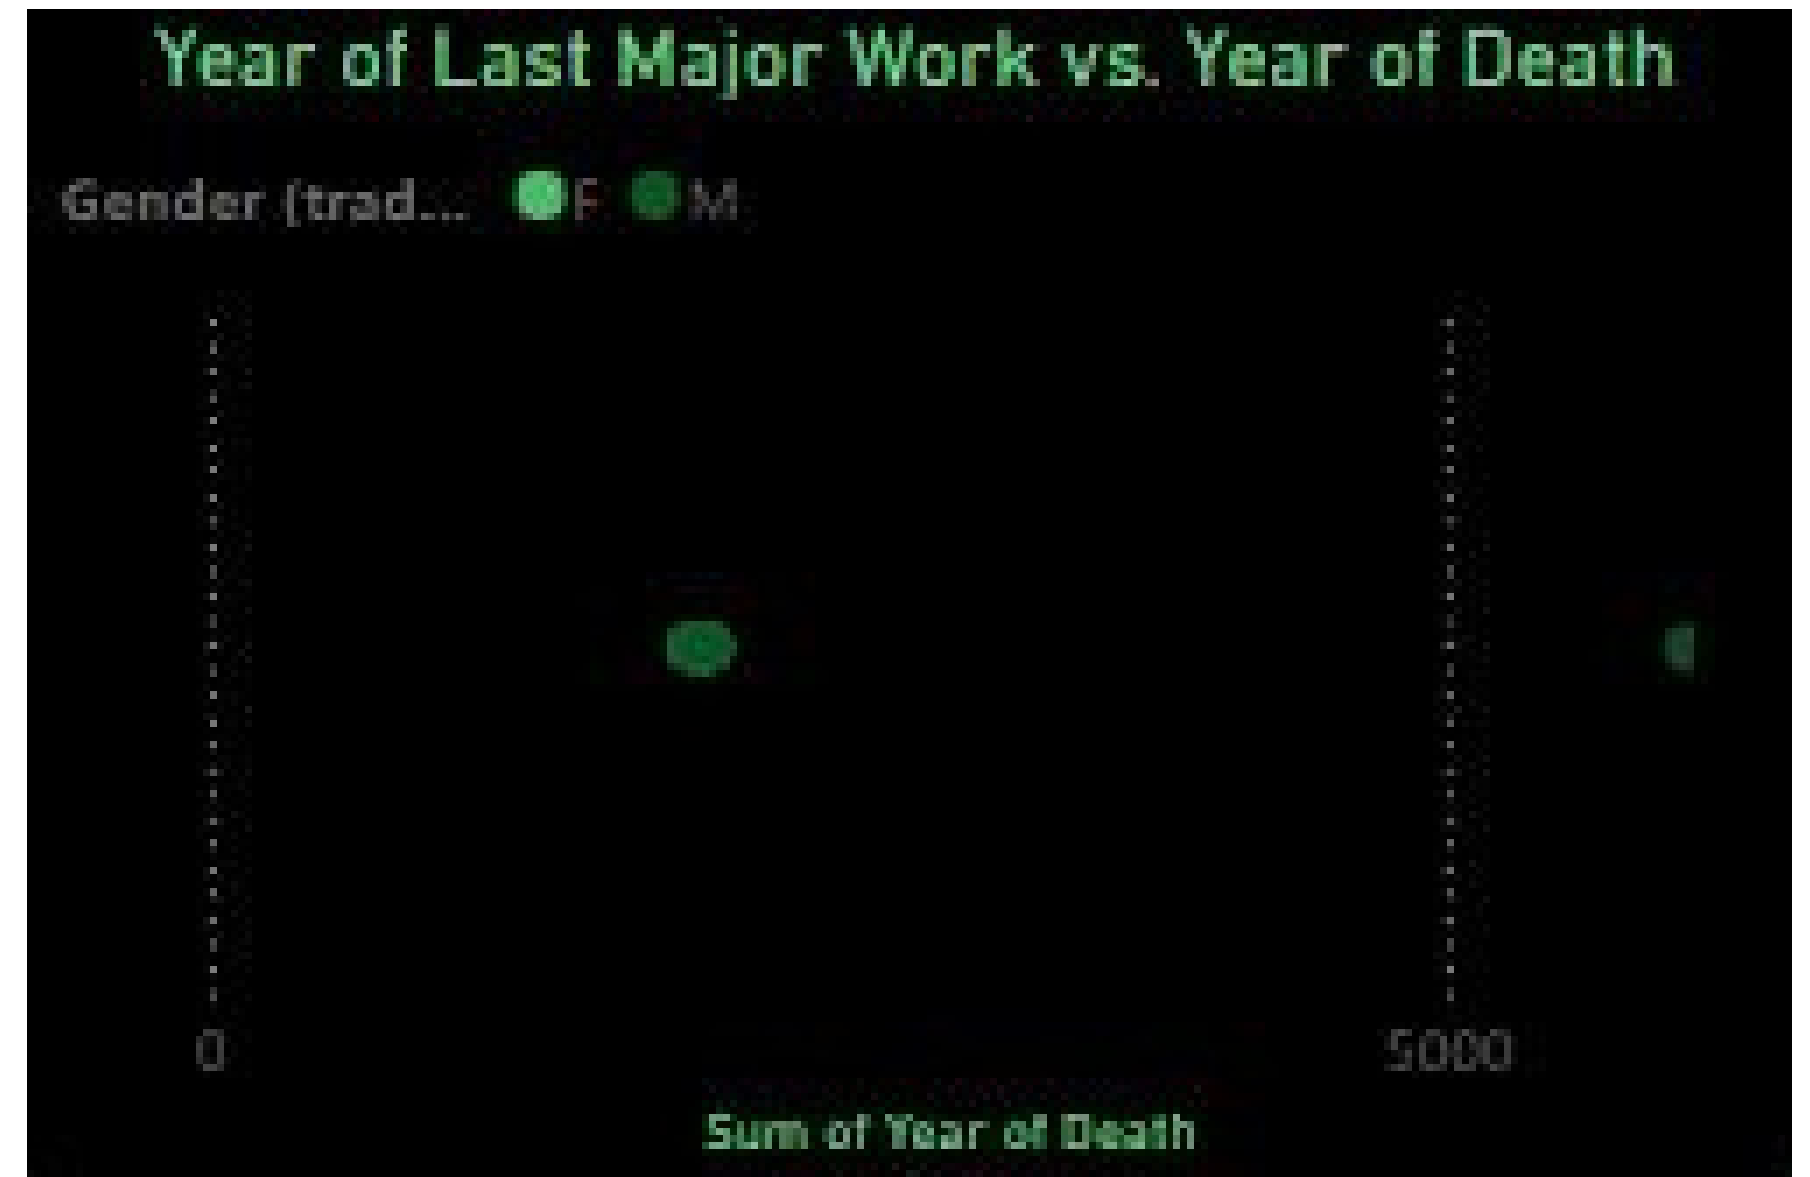 Year of Last Major Work vs. Year of Death
Gender (trad... F M
0 5000
Sum of Year of Death